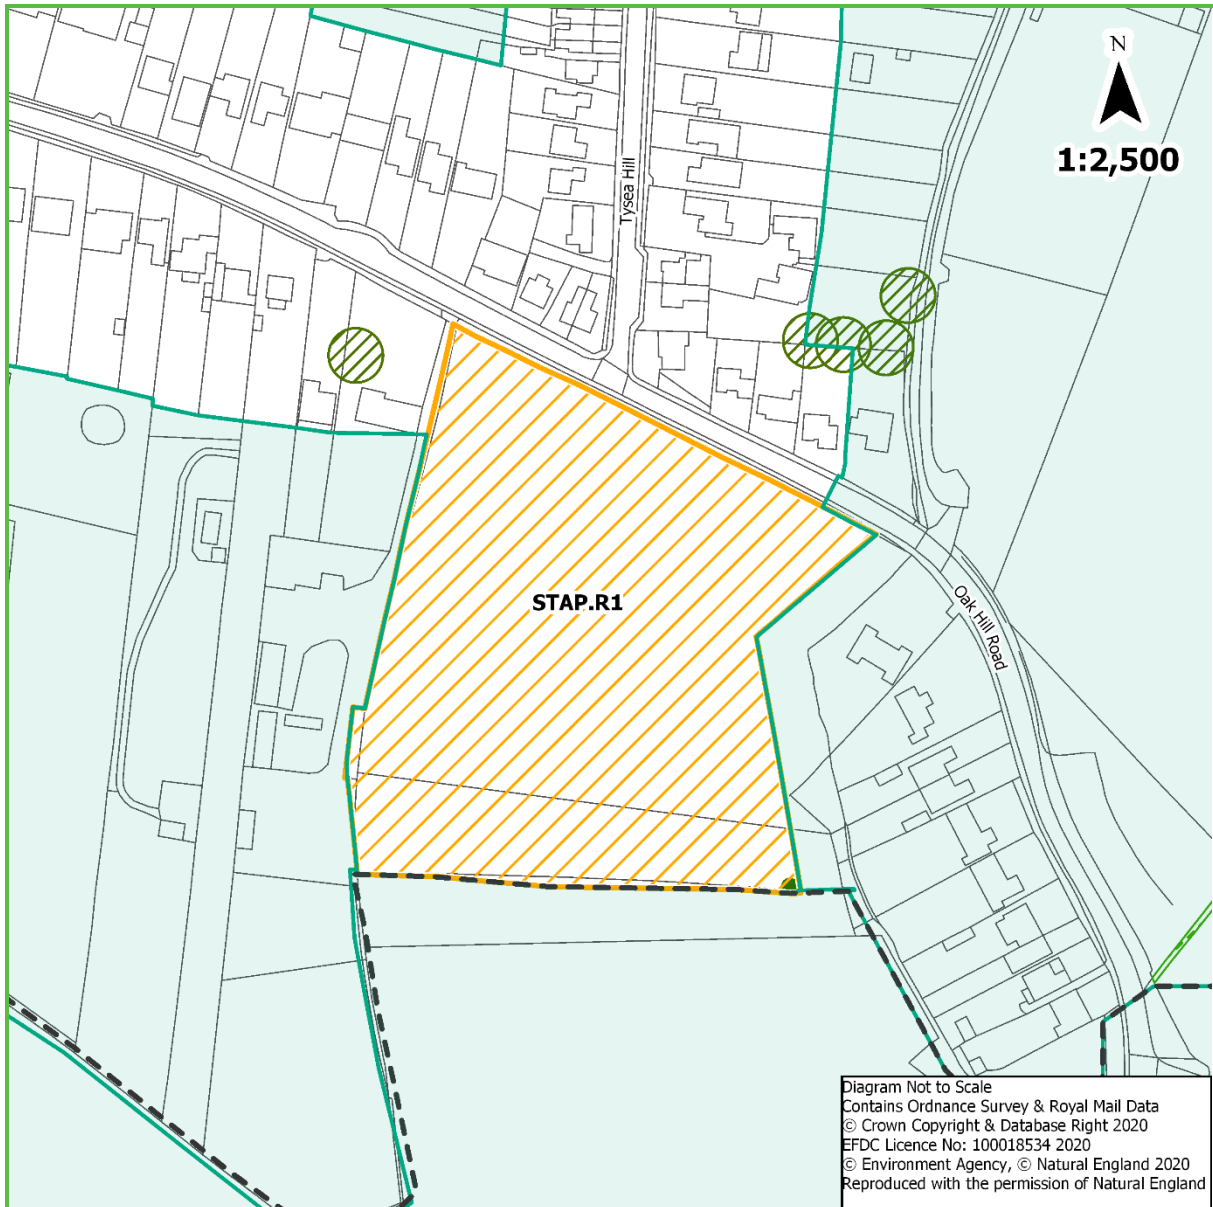 N
1:2,500
Tysea Hill
STAP.R1
Oak Hill Road
Diagram Not to Scale
Contains Ordnance Survey & Royal Mail Data
© Crown Copyright & Database Right 2020
EFDC Licence No: 100018534 2020
© Environment Agency, © Natural England 2020
Reproduced with the permission of Natural England